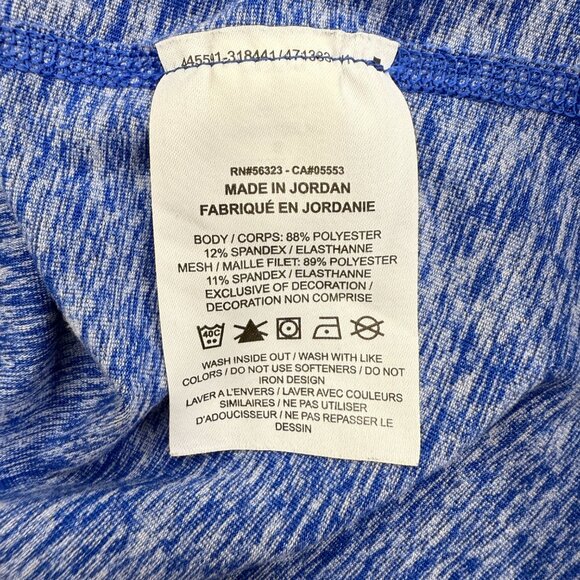 RN#56323 - CA#05553
MADE IN JORDAN
FABRIQUÉ EN JORDANIE
BODY / CORPS: 88% POLYESTER
12% SPANDEX / ELASTHANNE
MESH / MAILLE FILET: 89% POLYESTER
11% SPANDEX / ELASTHANNE
EXCLUSIVE OF DECORATION /
DECORATION NON COMPRISE
40C
WASH INSIDE OUT / WASH WITH LIKE
COLORS / DO NOT USE SOFTENERS / DO NOT
IRON DESIGN
LAVER A L'ENVERS / LAVER AVEC COULEURS
SIMILAIRES / NE PAS UTILISER
D'ADOUCISSEUR / NE PAS REPASSER LE
DESSIN